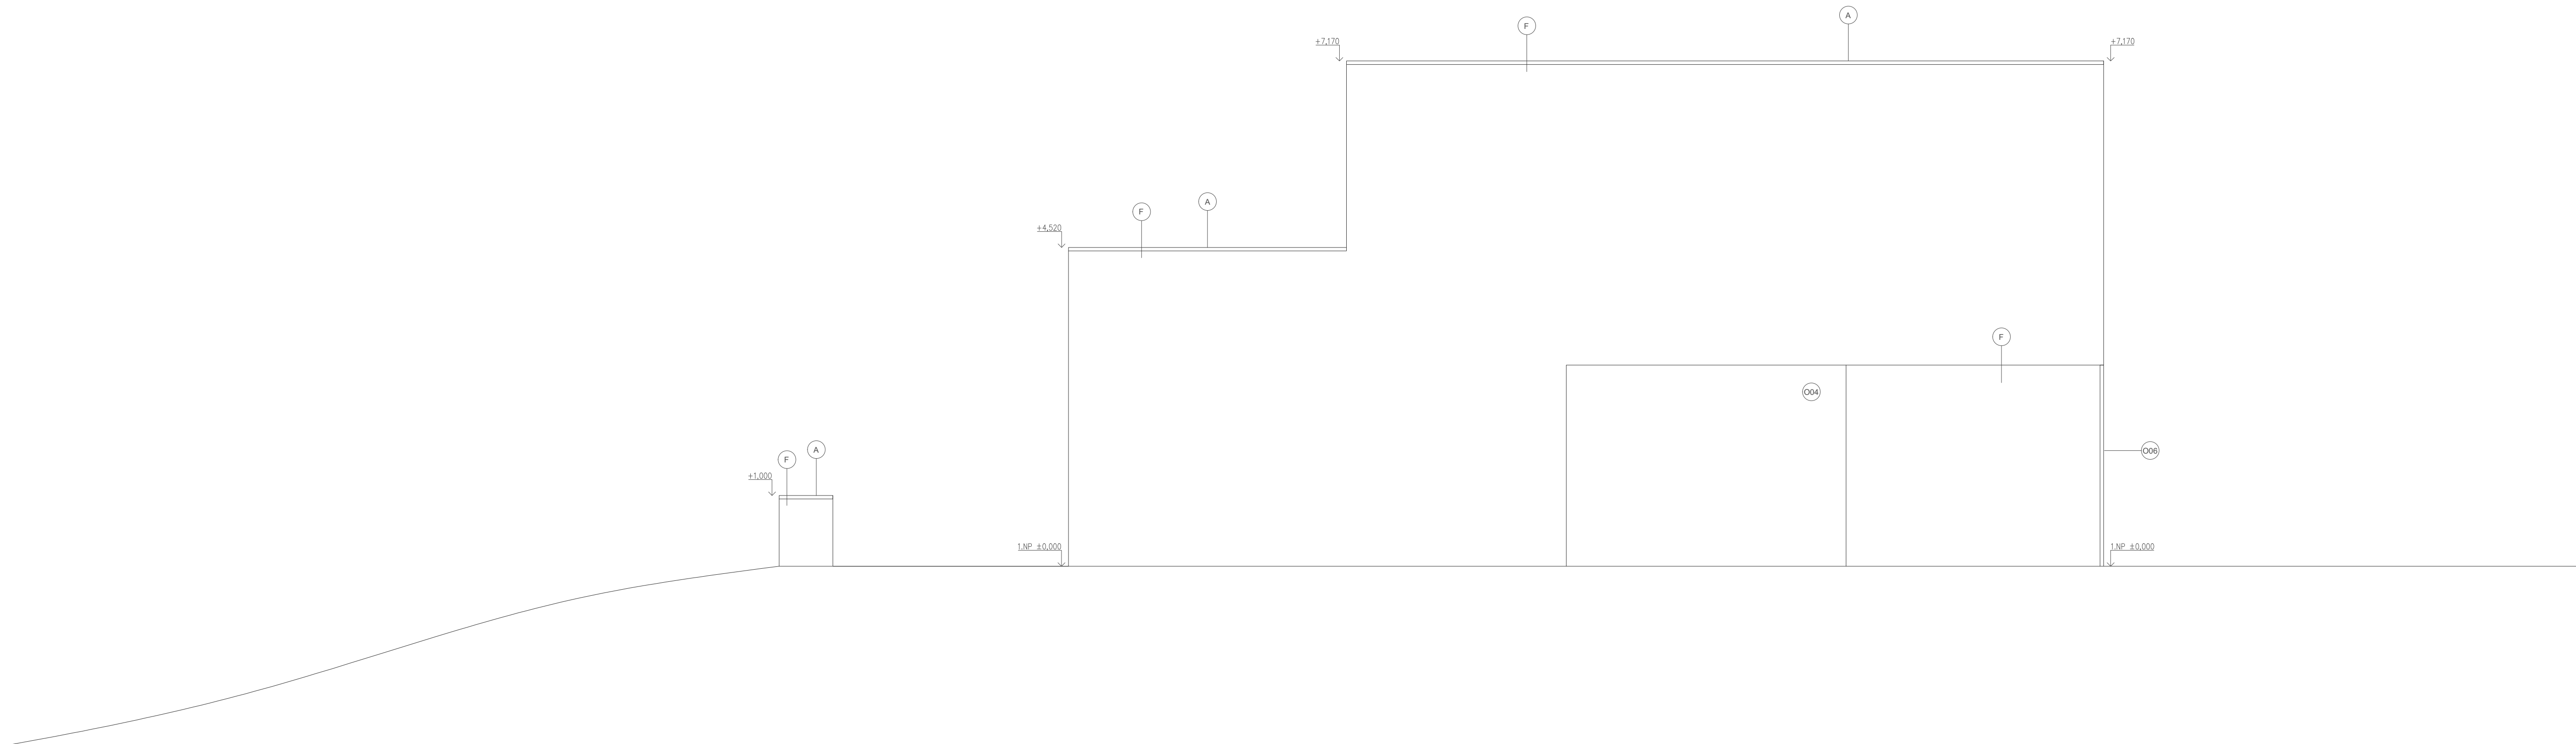 A
F
+7,170
+7,170
A
F
+4,520
F
O04
A
F
O06
+1,000
1.NP ±0,000
1.NP ±0,000